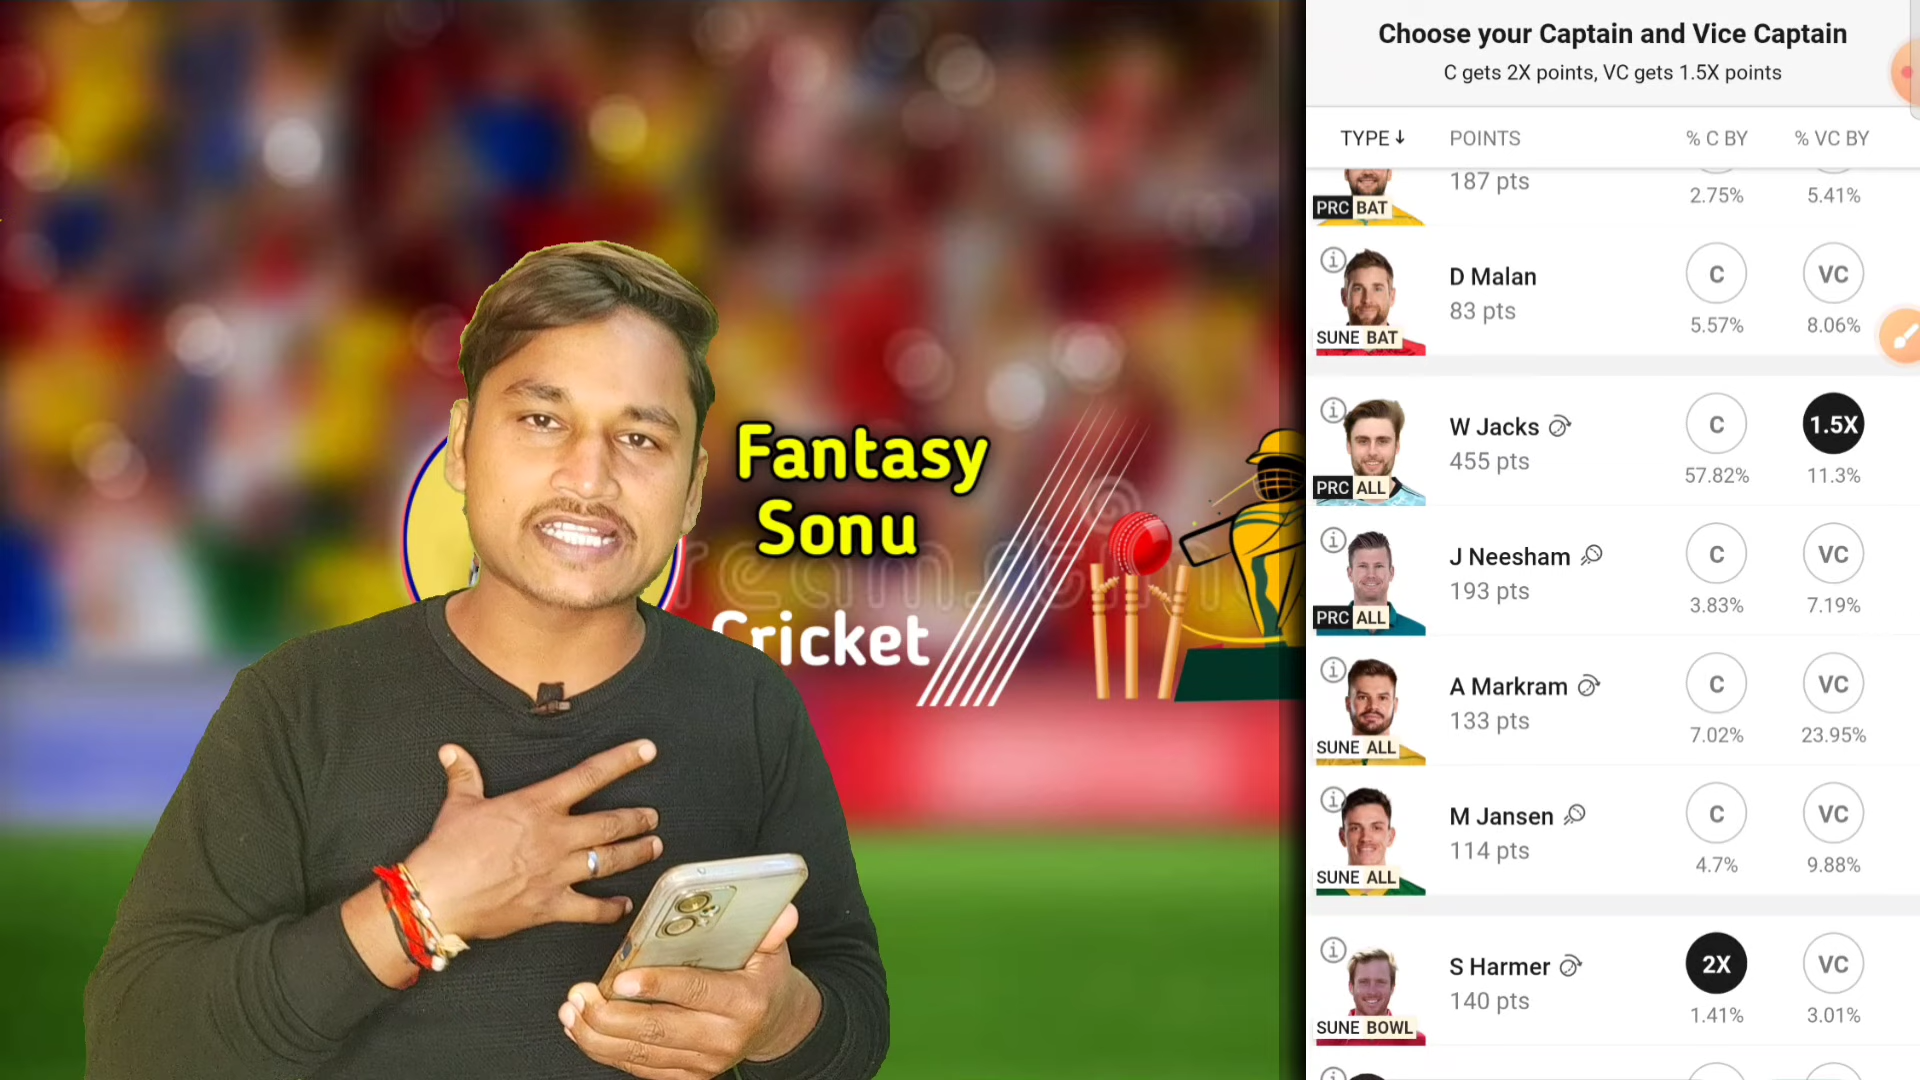 Fantasy
Sonu
Cricket
Choose your Captain and Vice Captain
C gets 2X points, VC gets 1.5X points
TYPE↓ POINTS % C BY % VC BY
187 pts
PRC BAT 2.75% 5.41%
D Malan C VC
83 pts
SUNE BAT 5.57% 8.06%
W Jacks C 1.5X
455 pts
PRC ALL 57.82% 11.3%
J Neesham C VC
193 pts
PRC ALL 3.83% 7.19%
A Markram C VC
133 pts
SUNE ALL 7.02% 23.95%
M Jansen C VC
114 pts
SUNE ALL 4.7% 9.88%
S Harmer 2X VC
140 pts
SUNE BOWL 1.41% 3.01%